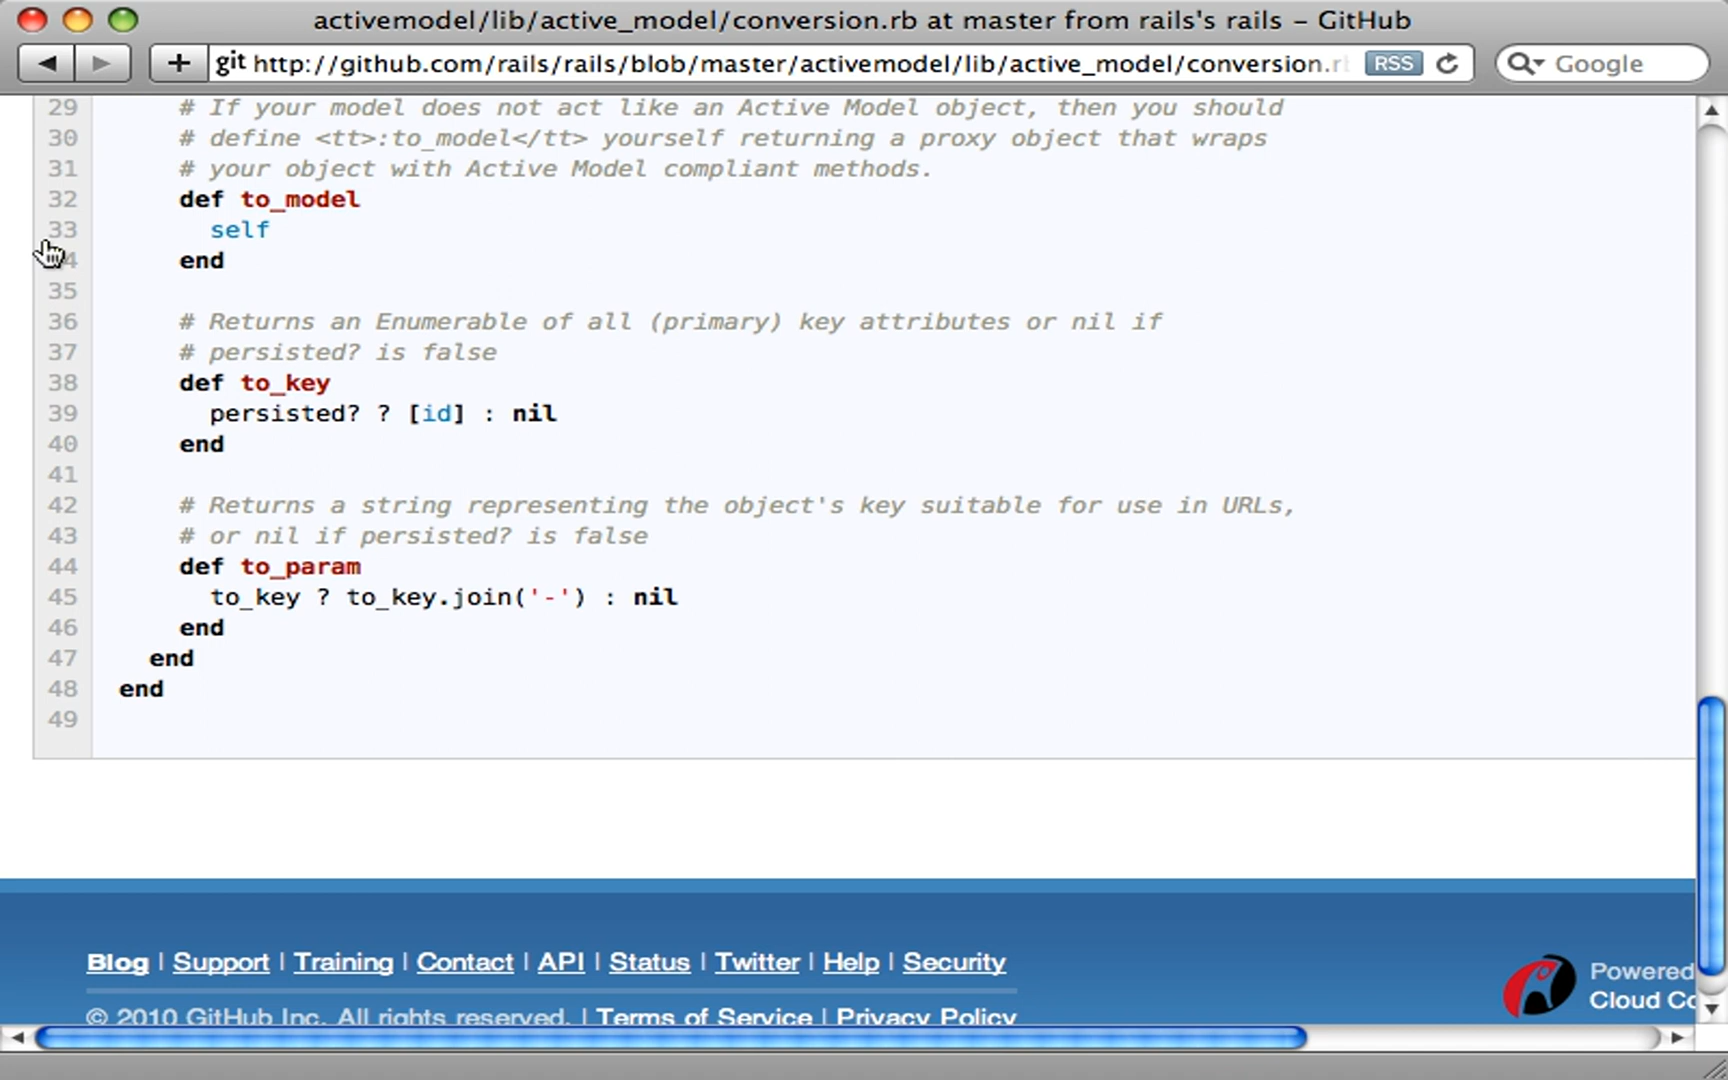 activemodel/lib/active_model/conversion.rb at master from rails's rails – GitHub
git http://github.com/rails/rails/blob/master/activemodel/lib/active_model/conversion.rb RSS Google
29 # If your model does not act like an Active Model object, then you should
30 # define <tt>:to_model</tt> yourself returning a proxy object that wraps
31 # your object with Active Model compliant methods.
32 def to_model
33 self
34 end
35
36 # Returns an Enumerable of all (primary) key attributes or nil if
37 # persisted? is false
38 def to_key
39 persisted? ? [id] : nil
40 end
41
42 # Returns a string representing the object's key suitable for use in URLs,
43 # or nil if persisted? is false
44 def to_param
45 to_key ? to_key.join('-') : nil
46 end
47 end
48 end
49
Blog | Support | Training | Contact | API | Status | Twitter | Help | Security
Powered
Cloud Co
© 2010 GitHub Inc. All rights reserved. | Terms of Service | Privacy Policy